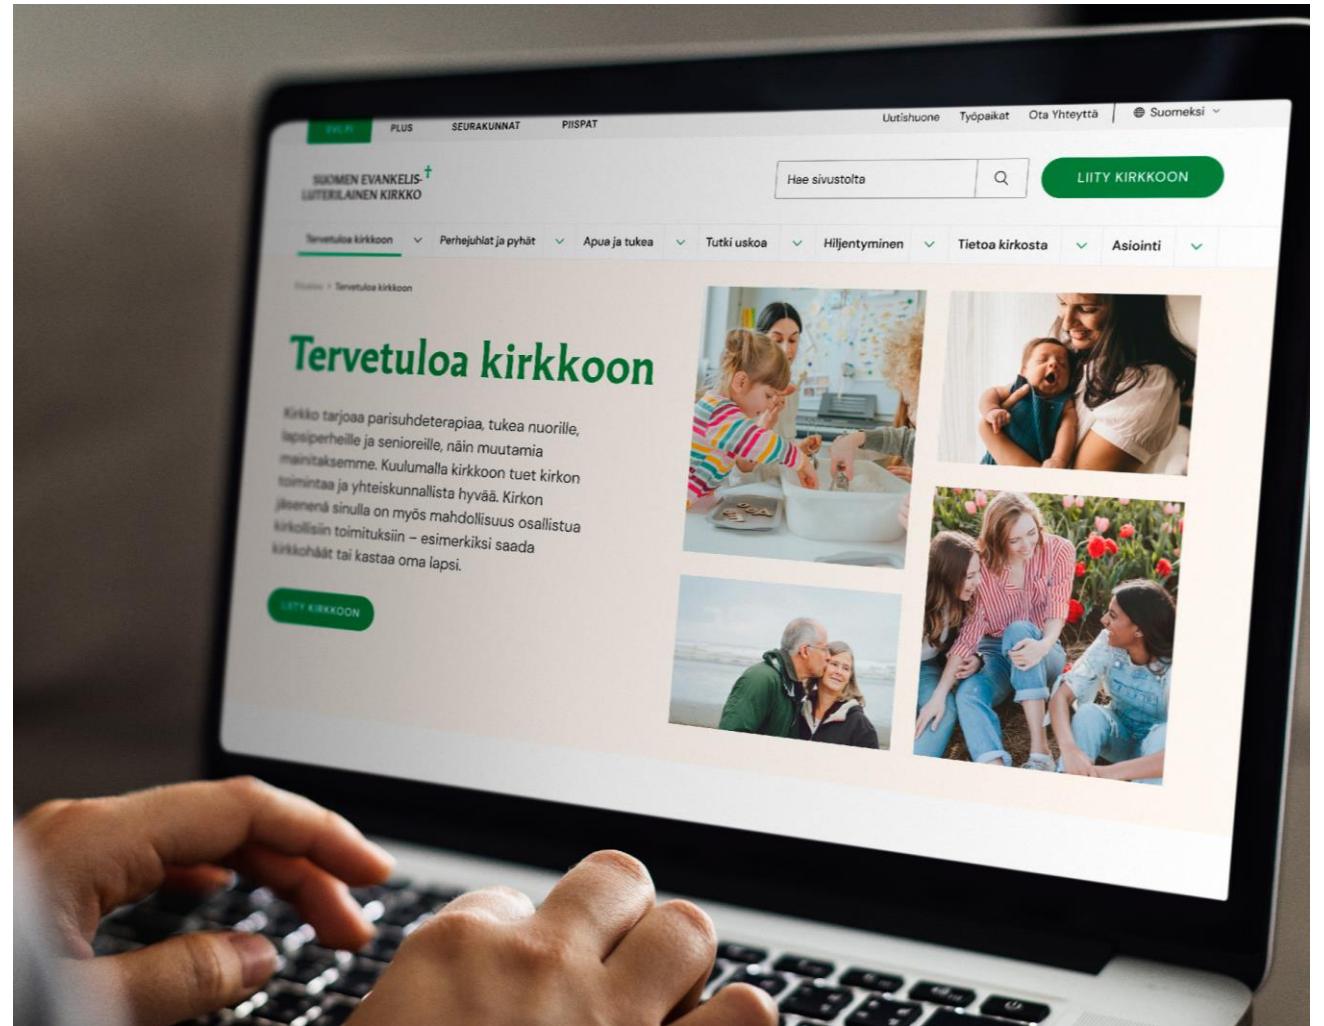 EVL.FI PLUS SEURAKUNNAT PIISPAT Uutishuone Työpaikat Ota Yhteyttä Suomeksi
SUOMEN EVANKELIS-
LUTERILAINEN KIRKKO
Hae sivustolta
LIITY KIRKKOON
Tervetuloa kirkkoon Perhejuhlat ja pyhät Apua ja tukea Tutki uskoa Hiljentyminen Tietoa kirkosta Asiointi
Etusivu > Tervetuloa kirkkoon
Tervetuloa kirkkoon
Kirkko tarjoaa parisuhdeterapiaa, tukea nuorille,
lapsiperheille ja senioreille, näin muutamia
mainitaksemme. Kuulumalla kirkkoon tuet kirkon
toimintaa ja yhteiskunnallista hyvää. Kirkon
jäsenenä sinulla on myös mahdollisuus osallistua
kirkollisiin toimituksiin – esimerkiksi saada
kirkkohäät tai kastaa oma lapsi.
LIITY KIRKKOON